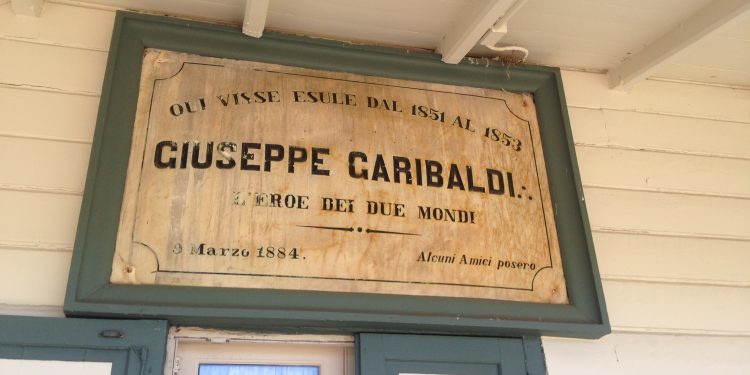 QUI VISSE ESULE DAL 1851 AL 1853
GIUSEPPE GARIBALDI∴
L'EROE DEI DUE MONDI
9 Marzo 1884.
Alcuni Amici posero